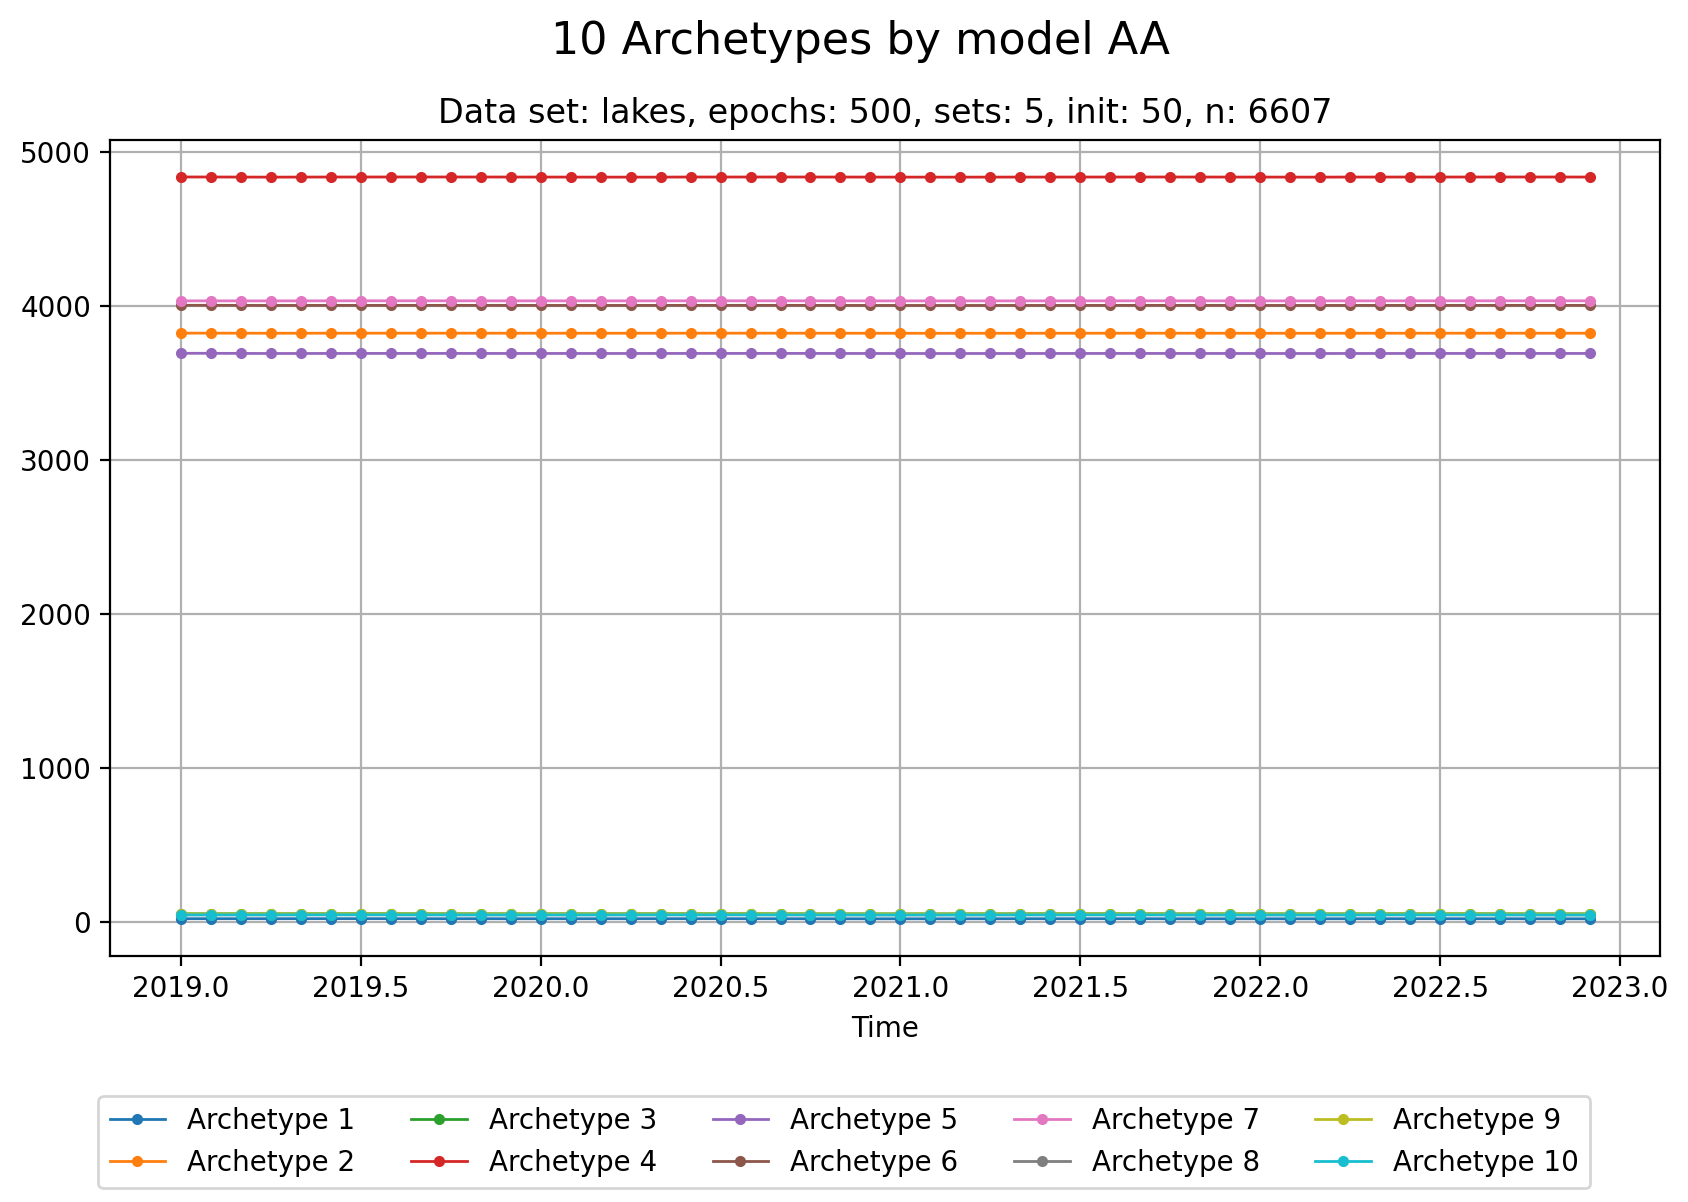 10 Archetypes by model AA
Data set: lakes, epochs: 500, sets: 5, init: 50, n: 6607
5000
4000
3000
2000
1000
0
2019.0 2019.5 2020.0 2020.5 2021.0 2021.5 2022.0 2022.5 2023.0
Time
Archetype 1 Archetype 3 Archetype 5 Archetype 7 Archetype 9
Archetype 2 Archetype 4 Archetype 6 Archetype 8 Archetype 10